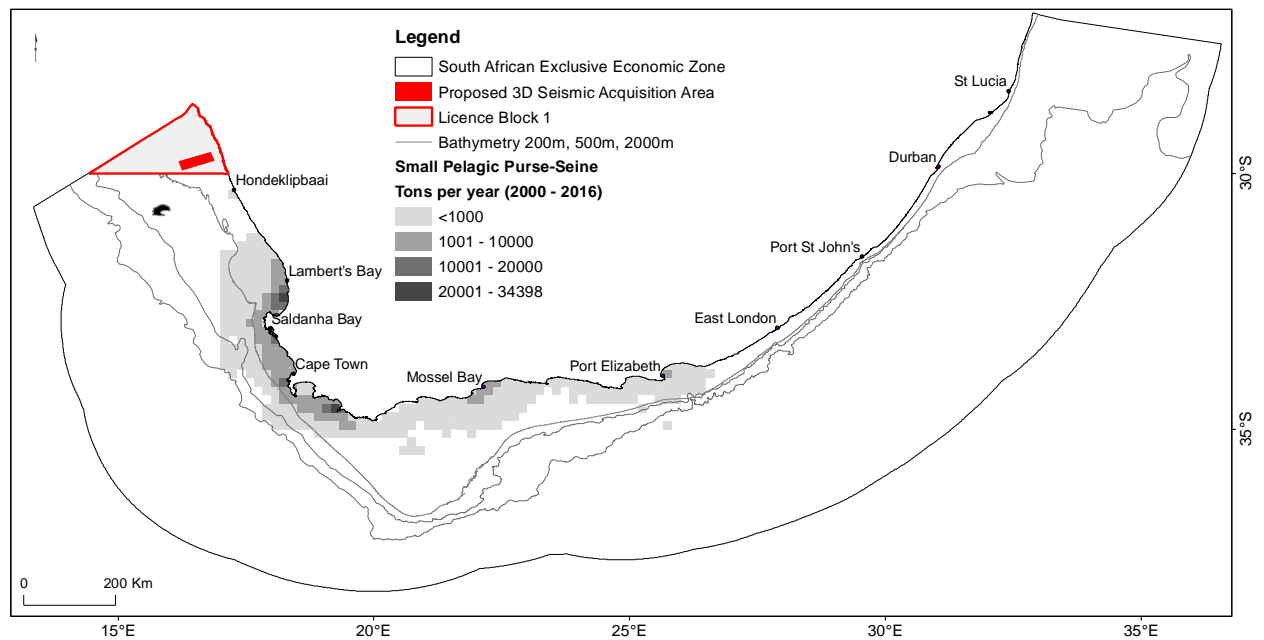 Legend
South African Exclusive Economic Zone
Proposed 3D Seismic Acquisition Area
Licence Block 1
Bathymetry 200m, 500m, 2000m
Small Pelagic Purse-Seine
Tons per year (2000 - 2016)
<1000
1001 - 10000
10001 - 20000
20001 - 34398
St Lucia
Durban
30°S
Hondeklipbaai
Port St John's
Lambert's Bay
Saldanha Bay
East London
Cape Town
Port Elizabeth
Mossel Bay
35°S
0 200 Km
15°E 20°E 25°E 30°E 35°E